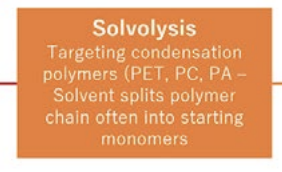 Solvolysis
Targeting condensation
polymers (PET, PC, PA –
Solvent splits polymer
chain often into starting
monomers